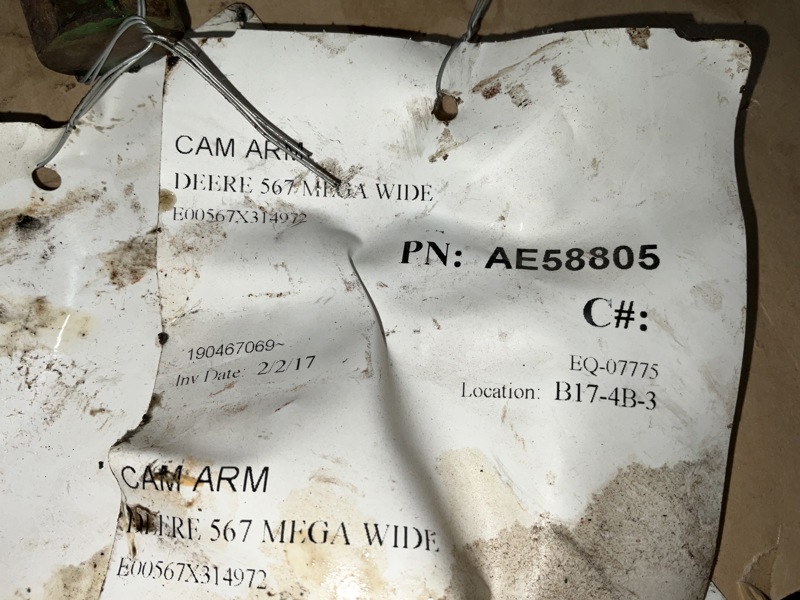 CAM ARM
DEERE 567 MEGA WIDE
E00567X314972
PN: AE58805
C#:
190467069~
EQ-07775
Inv Date: 2/2/17
Location: B17-4B-3
CAM ARM
DEERE 567 MEGA WIDE
E00567X314972